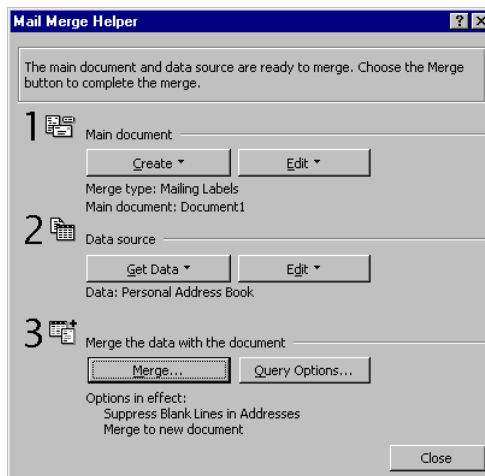 Mail Merge Helper
The main document and data source are ready to merge. Choose the Merge
button to complete the merge.
1 Main document
Create Edit
Merge type: Mailing Labels
Main document: Document1
2 Data source
Get Data Edit
Data: Personal Address Book
3 Merge the data with the document
Merge... Query Options...
Options in effect:
Suppress Blank Lines in Addresses
Merge to new document
Close